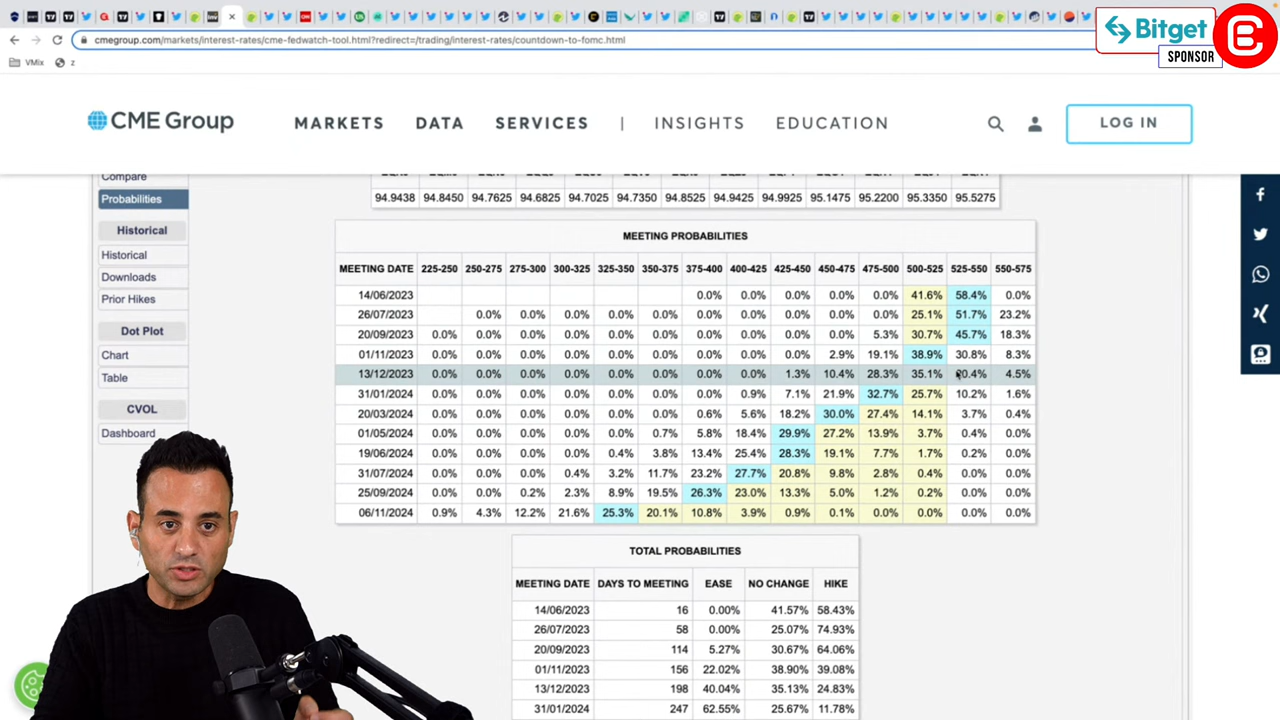 cmegroup.com/markets/interest-rates/cme-fedwatch-tool.html?redirect=/trading/interest-rates/countdown-to-fomc.html
Bitget
SPONSOR
VMix
z
CME Group
MARKETS DATA SERVICES | INSIGHTS EDUCATION
LOG IN
Compare
Probabilities
Historical
Historical
Downloads
Prior Hikes
Dot Plot
Chart
Table
CVOL
Dashboard
94.9438 94.8450 94.7625 94.6825 94.7025 94.7350 94.8525 94.9425 94.9925 95.1475 95.2200 95.3350 95.5275
MEETING PROBABILITIES
MEETING DATE 225-250 250-275 275-300 300-325 325-350 350-375 375-400 400-425 425-450 450-475 475-500 500-525 525-550 550-575
14/06/2023 0.0% 0.0% 0.0% 0.0% 0.0% 41.6% 58.4% 0.0%
26/07/2023 0.0% 0.0% 0.0% 0.0% 0.0% 0.0% 0.0% 0.0% 0.0% 0.0% 25.1% 51.7% 23.2%
20/09/2023 0.0% 0.0% 0.0% 0.0% 0.0% 0.0% 0.0% 0.0% 0.0% 0.0% 5.3% 30.7% 45.7% 18.3%
01/11/2023 0.0% 0.0% 0.0% 0.0% 0.0% 0.0% 0.0% 0.0% 0.0% 2.9% 19.1% 38.9% 30.8% 8.3%
13/12/2023 0.0% 0.0% 0.0% 0.0% 0.0% 0.0% 0.0% 0.0% 1.3% 10.4% 28.3% 35.1% 20.4% 4.5%
31/01/2024 0.0% 0.0% 0.0% 0.0% 0.0% 0.0% 0.0% 0.9% 7.1% 21.9% 32.7% 25.7% 10.2% 1.6%
20/03/2024 0.0% 0.0% 0.0% 0.0% 0.0% 0.0% 0.6% 5.6% 18.2% 30.0% 27.4% 14.1% 3.7% 0.4%
01/05/2024 0.0% 0.0% 0.0% 0.0% 0.0% 0.7% 5.8% 18.4% 29.9% 27.2% 13.9% 3.7% 0.4% 0.0%
19/06/2024 0.0% 0.0% 0.0% 0.0% 0.4% 3.8% 13.4% 25.4% 28.3% 19.1% 7.7% 1.7% 0.2% 0.0%
31/07/2024 0.0% 0.0% 0.0% 0.4% 3.2% 11.7% 23.2% 27.7% 20.8% 9.8% 2.8% 0.4% 0.0% 0.0%
25/09/2024 0.0% 0.0% 0.2% 2.3% 8.9% 19.5% 26.3% 23.0% 13.3% 5.0% 1.2% 0.2% 0.0% 0.0%
06/11/2024 0.9% 4.3% 12.2% 21.6% 25.3% 20.1% 10.8% 3.9% 0.9% 0.1% 0.0% 0.0% 0.0% 0.0%
TOTAL PROBABILITIES
MEETING DATE DAYS TO MEETING EASE NO CHANGE HIKE
14/06/2023 16 0.00% 41.57% 58.43%
26/07/2023 58 0.00% 25.07% 74.93%
20/09/2023 114 5.27% 30.67% 64.06%
01/11/2023 156 22.02% 38.90% 39.08%
13/12/2023 198 40.04% 35.13% 24.83%
31/01/2024 247 62.55% 25.67% 11.78%